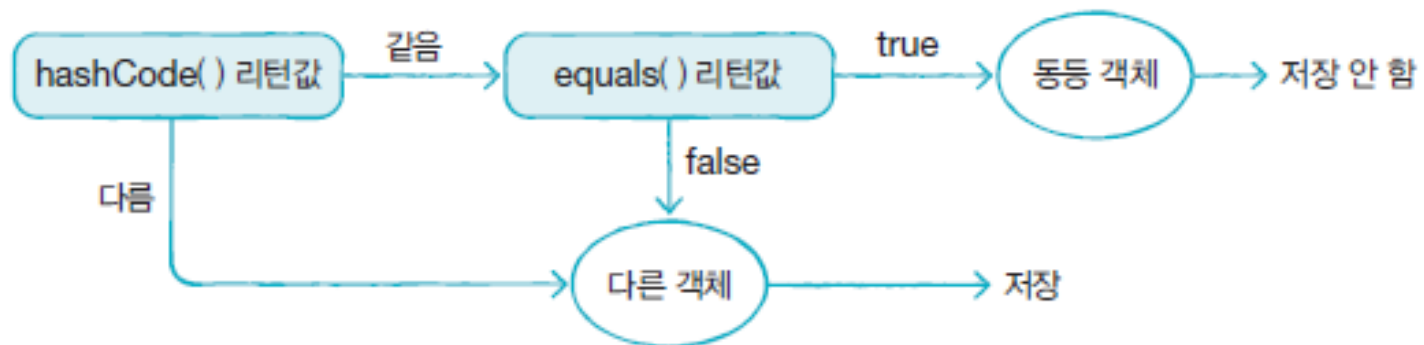 hashCode( ) 리턴값
같음
equals( ) 리턴값
true
동등 객체
저장 안 함
다름
false
다른 객체
저장